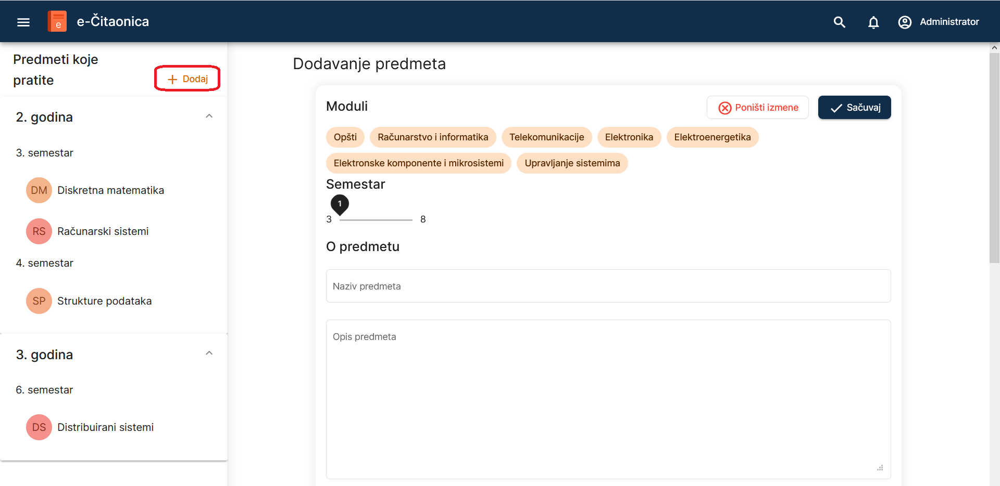 e
e-Čitaonica
Administrator
Predmeti koje
pratite
Dodaj
2. godina
3. semestar
DM Diskretna matematika
RS Računarski sistemi
4. semestar
SP Strukture podataka
3. godina
6. semestar
DS Distribuirani sistemi
Dodavanje predmeta
Moduli
Poništi izmene
Sačuvaj
Opšti Računarstvo i informatika Telekomunikacije Elektronika Elektroenergetika
Elektronske komponente i mikrosistemi Upravljanje sistemima
Semestar
1
3 8
O predmetu
Naziv predmeta
Opis predmeta